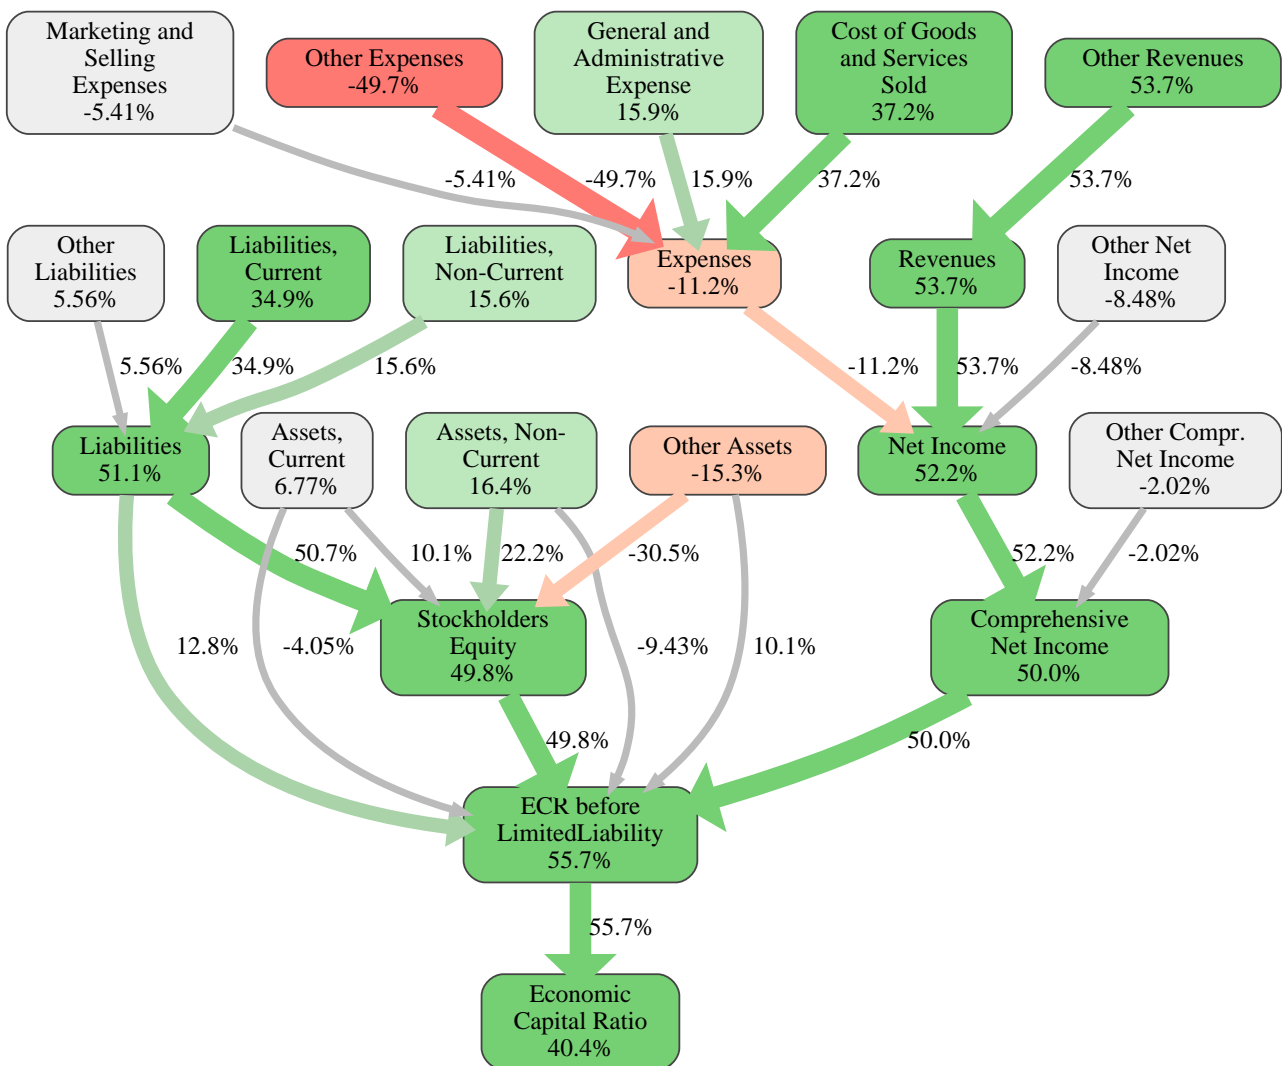 Marketing and
Selling
Expenses
-5.41%
Other Expenses
-49.7%
General and
Administrative
Expense
15.9%
Cost of Goods
and Services
Sold
37.2%
Other Revenues
53.7%
-5.41%
-49.7%
15.9%
37.2%
53.7%
Other
Liabilities
5.56%
Liabilities,
Current
34.9%
Liabilities,
Non-Current
15.6%
Expenses
-11.2%
Revenues
53.7%
Other Net
Income
-8.48%
5.56%
34.9%
15.6%
-11.2%
53.7%
-8.48%
Liabilities
51.1%
Assets,
Current
6.77%
Assets, Non-
Current
16.4%
Other Assets
-15.3%
Net Income
52.2%
Other Compr.
Net Income
-2.02%
50.7%
10.1%
22.2%
-30.5%
52.2%
-2.02%
Stockholders
Equity
49.8%
Comprehensive
Net Income
50.0%
12.8%
-4.05%
-9.43%
10.1%
49.8%
50.0%
ECR before
LimitedLiability
55.7%
55.7%
Economic
Capital Ratio
40.4%